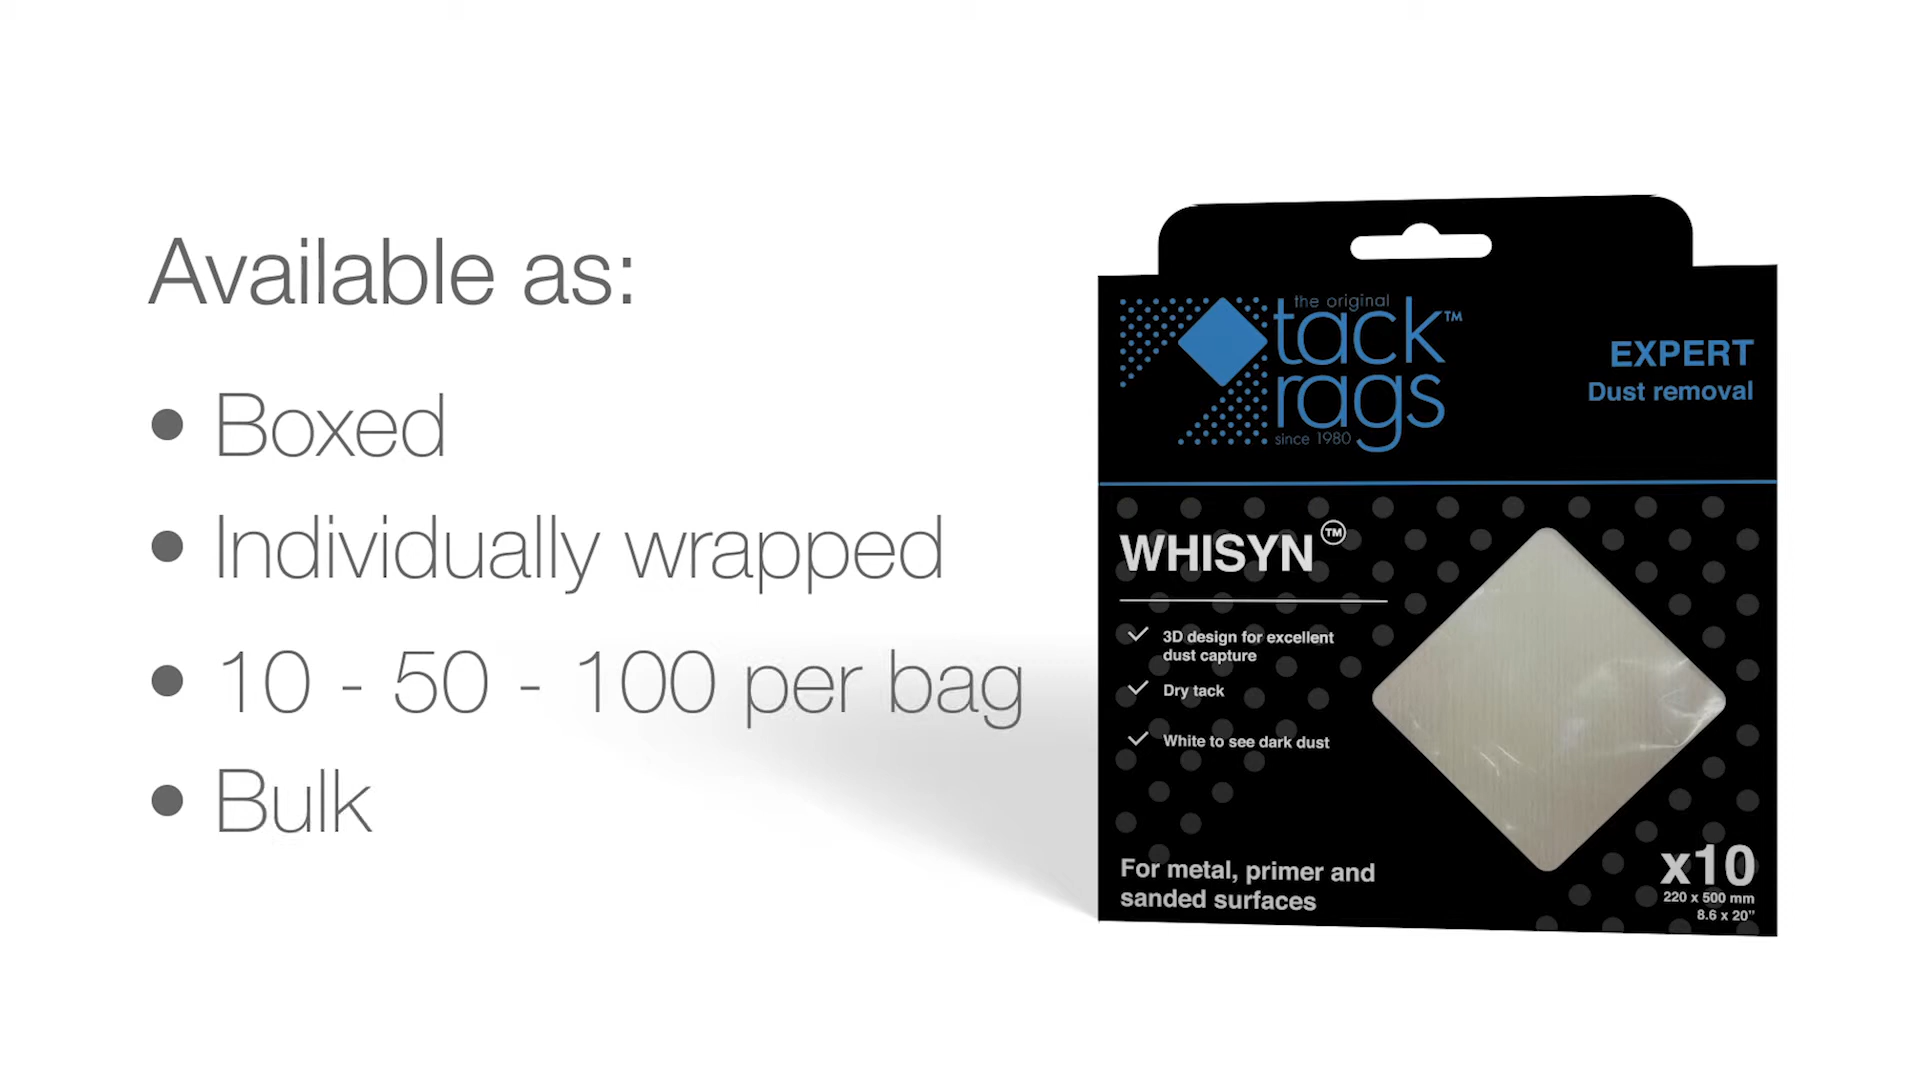 Available as:
• Boxed
• Individually wrapped
• 10 - 50 - 100 per bag
• Bulk
the original
tack™
rags
since 1980
EXPERT
Dust removal
WHISYN™
3D design for excellent
dust capture
Dry tack
White to see dark dust
For metal, primer and
sanded surfaces
x10
220 x 500 mm
8.6 x 20”